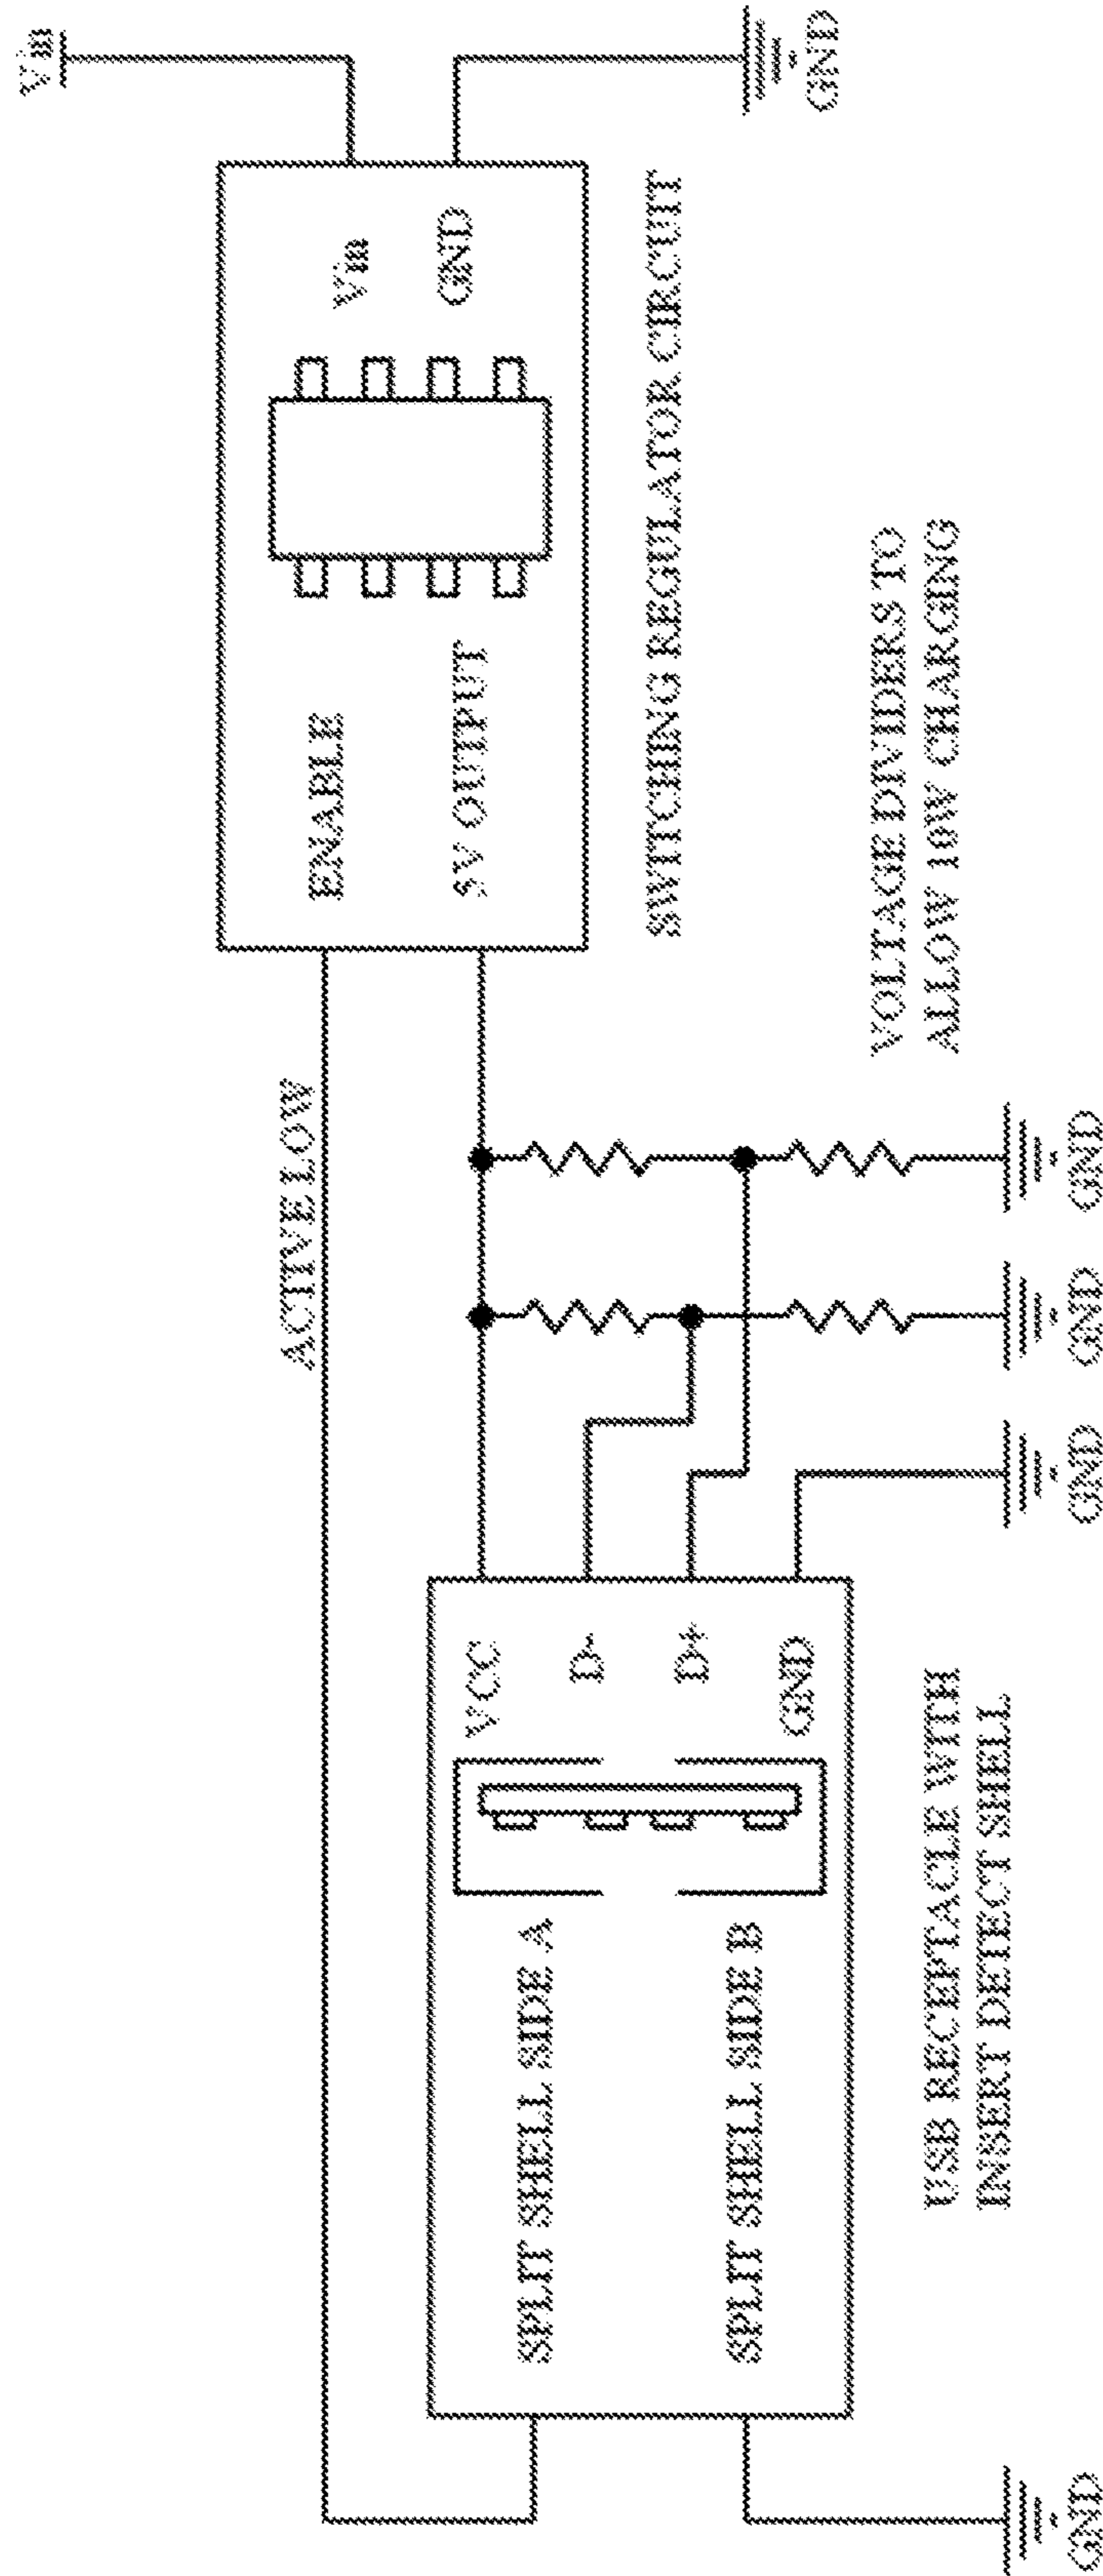 ACTIVE LOW
Vin
ENABLE
Vin
5V OUTPUT
GND
SWITCHING REGULATOR CIRCUIT
GND
SPLIT SHELL SIDE A
SPLIT SHELL SIDE B
VCC
D-
D+
GND
USB RECEPTACLE WITH
INSERT DETECT SHELL
VOLTAGE DIVIDERS TO
ALLOW 10W CHARGING
GND
GND
GND
GND